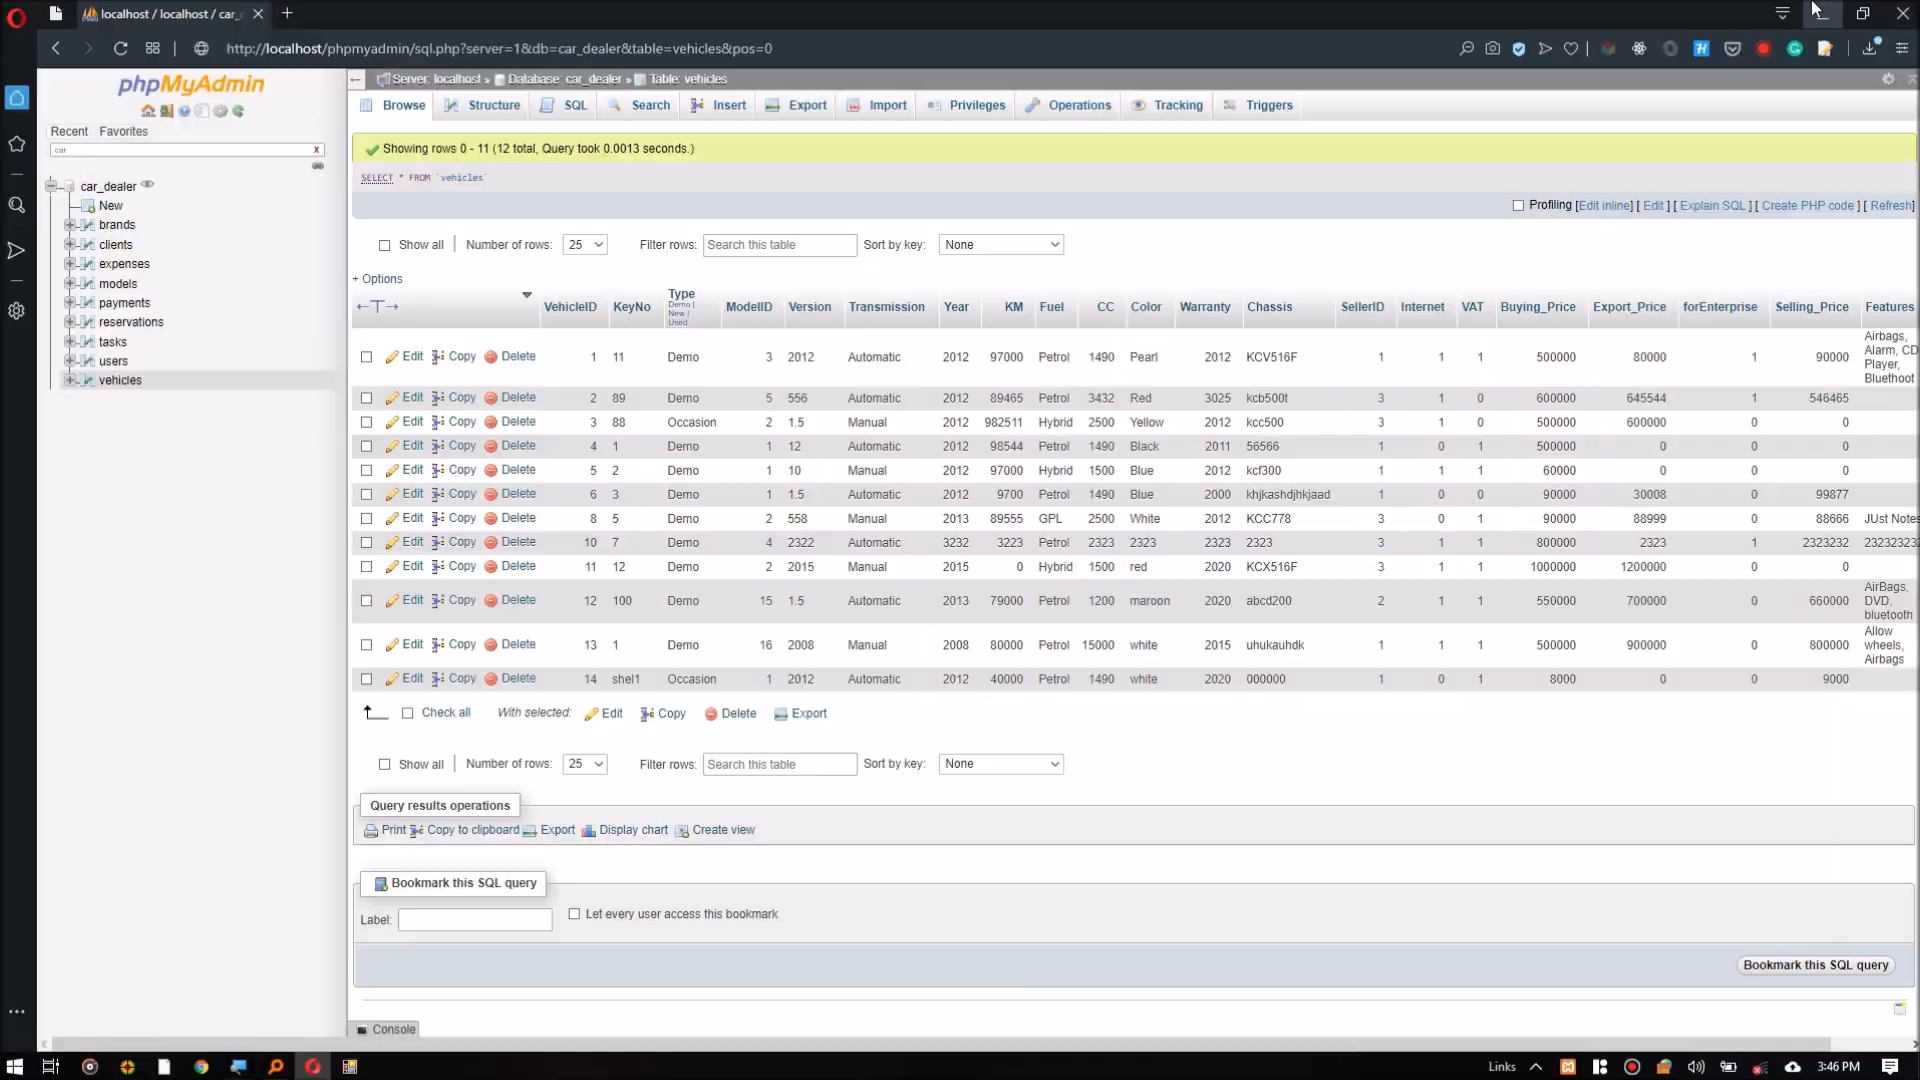 localhost / localhost / car_
http://localhost/phpmyadmin/sql.php?server=1&db=car_dealer&table=vehicles&pos=0
phpMyAdmin
Recent Favorites
car X
car_dealer
New
brands
clients
expenses
models
payments
reservations
tasks
users
vehicles
Server: localhost » Database: car_dealer » Table: vehicles
Browse Structure SQL Search Insert Export Import Privileges Operations Tracking Triggers
Showing rows 0 - 11 (12 total, Query took 0.0013 seconds.)
SELECT * FROM `vehicles`
Profiling [Edit inline] [ Edit ] [ Explain SQL ] [ Create PHP code ] [ Refresh]
Show all Number of rows: 25 Filter rows: Search this table Sort by key: None
+ Options
←T→ VehicleID KeyNo Type ModelID Version Transmission Year KM Fuel CC Color Warranty Chassis SellerID Internet VAT Buying_Price Export_Price forEnterprise Selling_Price Features
Demo |
New |
Used
Edit Copy Delete 1 11 Demo 3 2012 Automatic 2012 97000 Petrol 1490 Pearl 2012 KCV516F 1 1 1 500000 80000 1 90000 Airbags,
Alarm, CD
Player,
Bluethoot
Edit Copy Delete 2 89 Demo 5 556 Automatic 2012 89465 Petrol 3432 Red 3025 kcb500t 3 1 0 600000 645544 1 546465
Edit Copy Delete 3 88 Occasion 2 1.5 Manual 2012 982511 Hybrid 2500 Yellow 2012 kcc500 3 1 0 500000 600000 0 0
Edit Copy Delete 4 1 Demo 1 12 Automatic 2012 98544 Petrol 1490 Black 2011 56566 1 0 1 500000 0 0 0
Edit Copy Delete 5 2 Demo 1 10 Manual 2012 97000 Hybrid 1500 Blue 2012 kcf300 1 1 1 60000 0 0 0
Edit Copy Delete 6 3 Demo 1 1.5 Automatic 2012 9700 Petrol 1490 Blue 2000 khjkashdjhkjaad 1 0 0 90000 30008 0 99877
Edit Copy Delete 8 5 Demo 2 558 Manual 2013 89555 GPL 2500 White 2012 KCC778 3 0 1 90000 88999 0 88666 JUst Notes
Edit Copy Delete 10 7 Demo 4 2322 Automatic 3232 3223 Petrol 2323 2323 2323 2323 3 1 1 800000 2323 1 2323232 232323232
Edit Copy Delete 11 12 Demo 2 2015 Manual 2015 0 Hybrid 1500 red 2020 KCX516F 3 1 1 1000000 1200000 0 0
Edit Copy Delete 12 100 Demo 15 1.5 Automatic 2013 79000 Petrol 1200 maroon 2020 abcd200 2 1 1 550000 700000 0 660000 AirBags,
DVD,
bluetooth
Edit Copy Delete 13 1 Demo 16 2008 Manual 2008 80000 Petrol 15000 white 2015 uhukauhdk 1 1 1 500000 900000 0 800000 Allow
wheels,
Airbags
Edit Copy Delete 14 shel1 Occasion 1 2012 Automatic 2012 40000 Petrol 1490 white 2020 000000 1 0 1 8000 0 0 9000
Check all With selected: Edit Copy Delete Export
Show all Number of rows: 25 Filter rows: Search this table Sort by key: None
Query results operations
Print Copy to clipboard Export Display chart Create view
Bookmark this SQL query
Label: Let every user access this bookmark
Bookmark this SQL query
Console
Links 3:46 PM